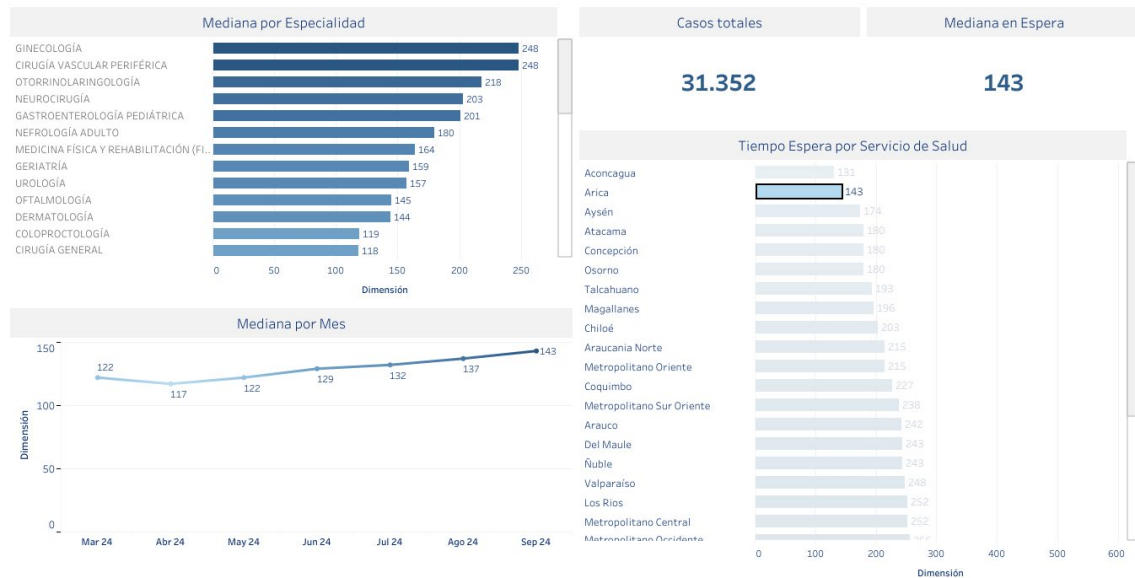 Mediana por Especialidad
GINECOLOGÍA 248
CIRUGÍA VASCULAR PERIFÉRICA 248
OTORRINOLARINGOLOGÍA 218
NEUROCIRUGÍA 203
GASTROENTEROLOGÍA PEDIÁTRICA 201
NEFROLOGÍA ADULTO 180
MEDICINA FÍSICA Y REHABILITACIÓN (FI.. 164
GERIATRÍA 159
UROLOGÍA 157
OFTALMOLOGÍA 145
DERMATOLOGÍA 144
COLOPROCTOLOGÍA 119
CIRUGÍA GENERAL 118
0 50 100 150 200 250
Dimensión
Mediana por Mes
150
100
50
0
Dimensión
122 117 122 129 132 137 143
Mar 24 Abr 24 May 24 Jun 24 Jul 24 Ago 24 Sep 24
Casos totales
31.352
Mediana en Espera
143
Tiempo Espera por Servicio de Salud
Aconcagua 131
Arica 143
Aysén 174
Atacama 180
Concepción 180
Osorno 180
Talcahuano 193
Magallanes 196
Chiloé 203
Araucania Norte 215
Metropolitano Oriente 215
Coquimbo 227
Metropolitano Sur Oriente 238
Arauco 242
Del Maule 243
Ñuble 243
Valparaíso 248
Los Rios 252
Metropolitano Central 252
Metropolitano Occidente
0 100 200 300 400 500 600
Dimensión